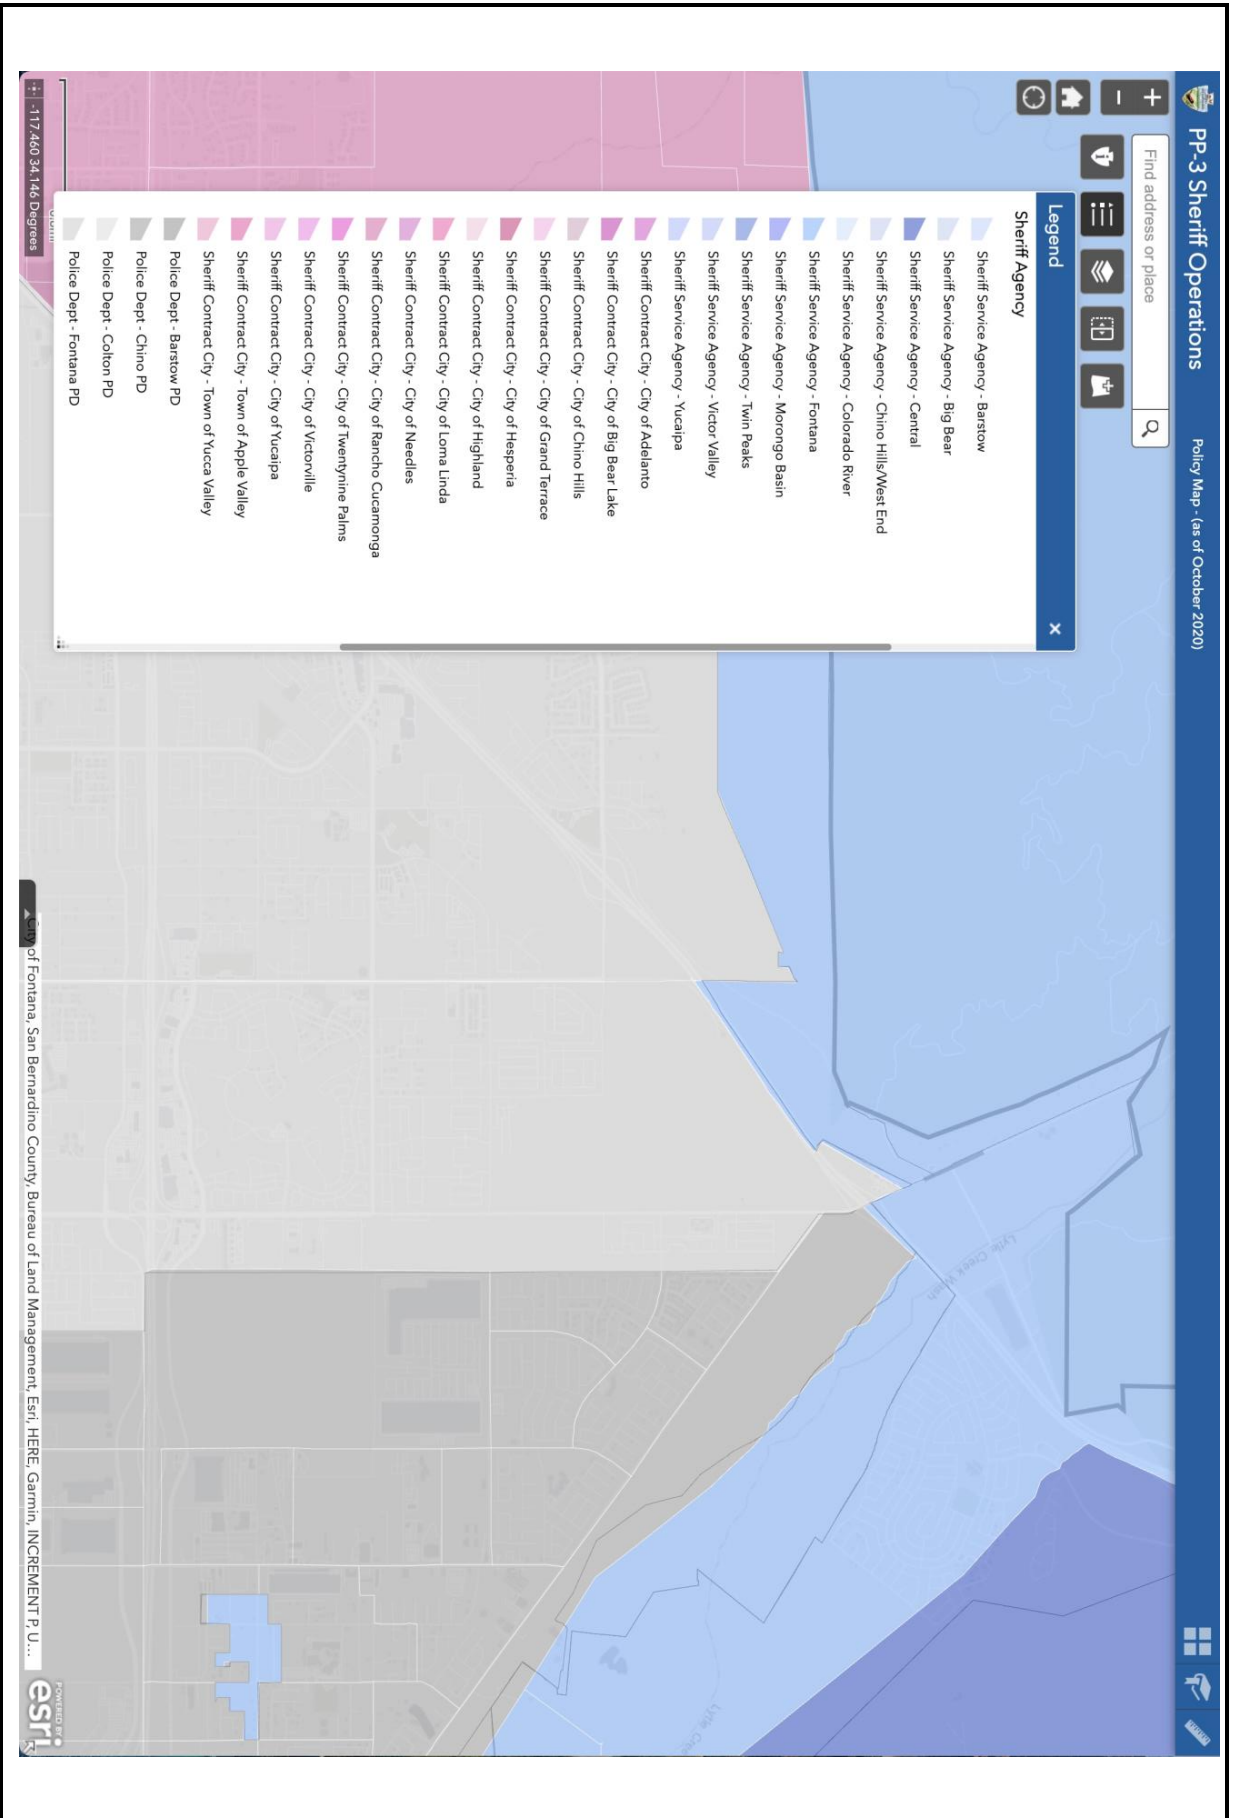 PP-3 Sheriff Operations
Policy Map - (as of October 2020)
Find address or place
Legend
Sheriff Agency
Sheriff Service Agency - Barstow
Sheriff Service Agency - Big Bear
Sheriff Service Agency - Central
Sheriff Service Agency - Chino Hills/West End
Sheriff Service Agency - Colorado River
Sheriff Service Agency - Fontana
Sheriff Service Agency - Morongo Basin
Sheriff Service Agency - Twin Peaks
Sheriff Service Agency - Victor Valley
Sheriff Service Agency - Yucaipa
Sheriff Contract City - City of Adelanto
Sheriff Contract City - City of Big Bear Lake
Sheriff Contract City - City of Chino Hills
Sheriff Contract City - City of Grand Terrace
Sheriff Contract City - City of Hesperia
Sheriff Contract City - City of Highland
Sheriff Contract City - City of Loma Linda
Sheriff Contract City - City of Needles
Sheriff Contract City - City of Rancho Cucamonga
Sheriff Contract City - City of Twentynine Palms
Sheriff Contract City - City of Victorville
Sheriff Contract City - City of Yucaipa
Sheriff Contract City - Town of Apple Valley
Sheriff Contract City - Town of Yucca Valley
Police Dept - Barstow PD
Police Dept - Chino PD
Police Dept - Colton PD
Police Dept - Fontana PD
Lytle Creek Wash
Lytle Cree
-117.460 34.146 Degrees
City of Fontana, San Bernardino County, Bureau of Land Management, Esri, HERE, Garmin, INCREMENT P, U...
POWERED BY
esri